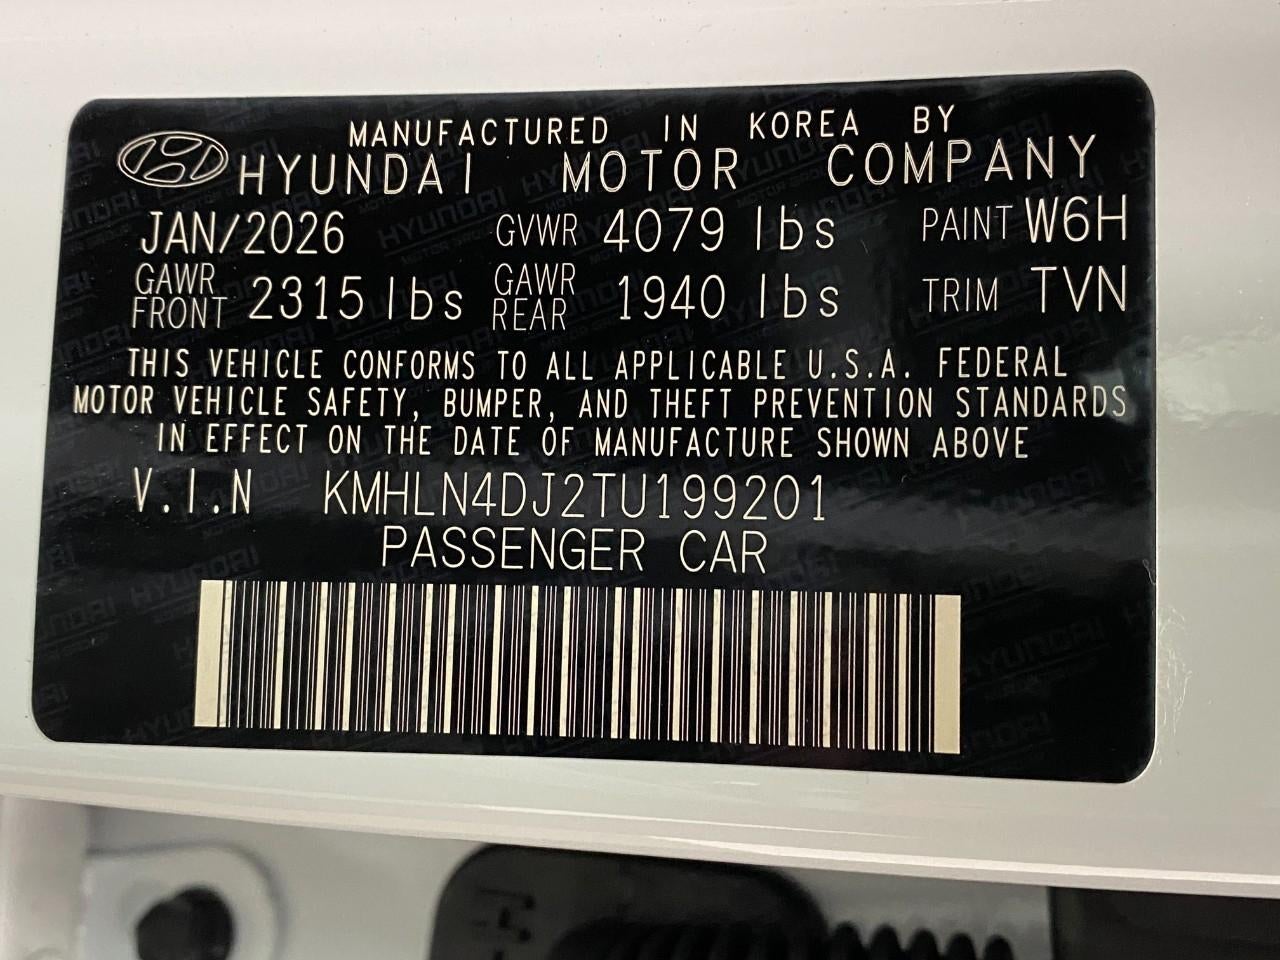 MANUFACTURED IN KOREA BY
HYUNDAI MOTOR COMPANY
JAN/2026 GVWR 4079 lbs PAINT W6H
GAWR FRONT 2315 lbs GAWR REAR 1940 lbs TRIM TVN
THIS VEHICLE CONFORMS TO ALL APPLICABLE U.S.A. FEDERAL
MOTOR VEHICLE SAFETY, BUMPER, AND THEFT PREVENTION STANDARDS
IN EFFECT ON THE DATE OF MANUFACTURE SHOWN ABOVE
V.I.N KMHLN4DJ2TU199201
PASSENGER CAR